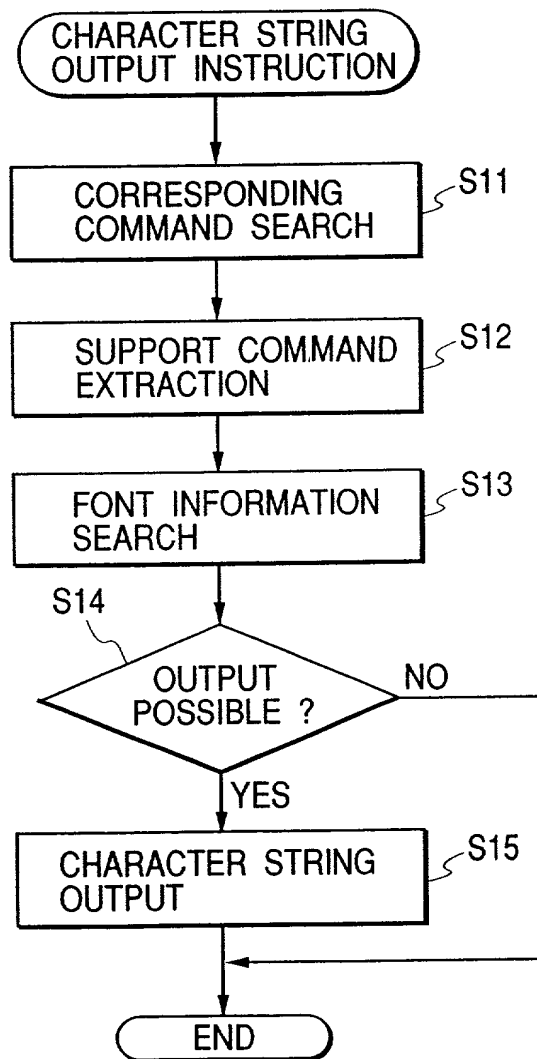 CHARACTER STRING
OUTPUT INSTRUCTION
S11
CORRESPONDING
COMMAND SEARCH
S12
SUPPORT COMMAND
EXTRACTION
S13
FONT INFORMATION
SEARCH
S14
OUTPUT
POSSIBLE ?
NO
YES
S15
CHARACTER STRING
OUTPUT
END